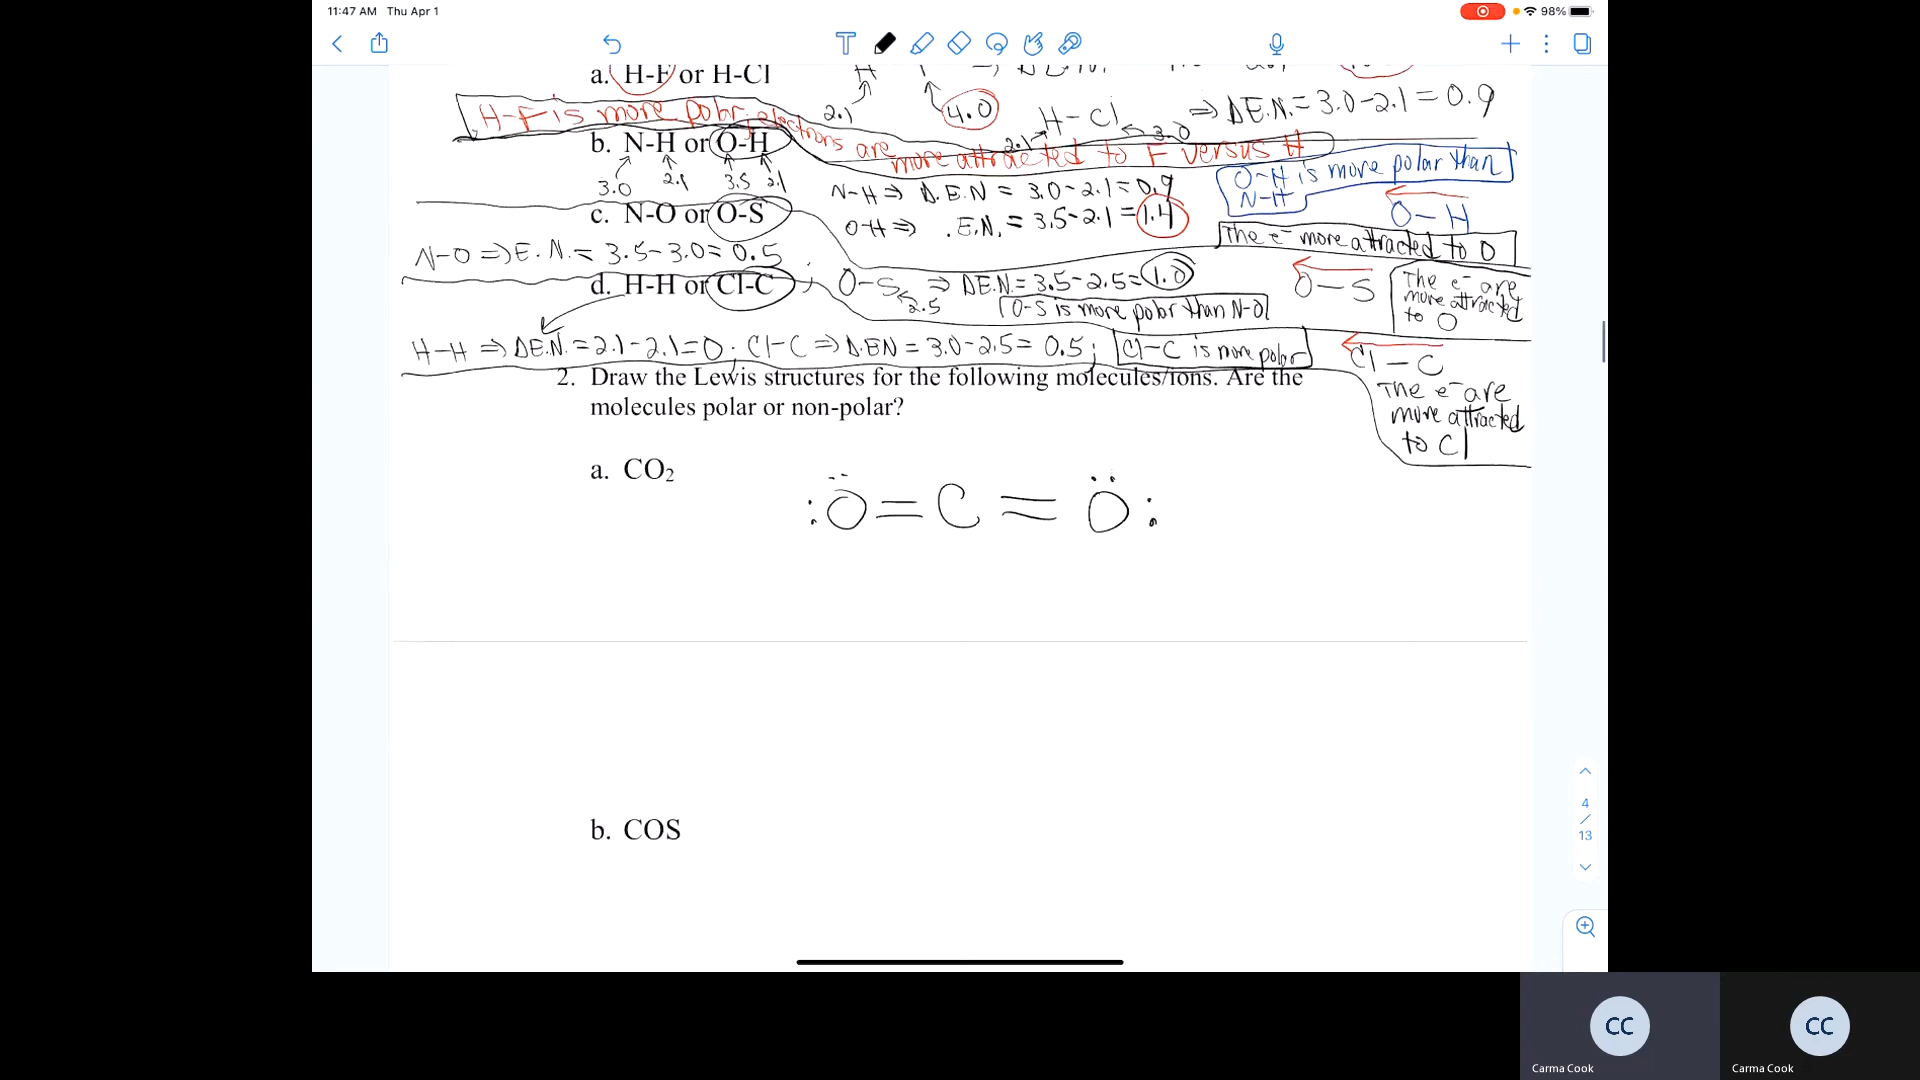 11:47 AM Thu Apr 1
98%
a. H-F or H-Cl
H-F is more polar; electrons are more attracted to F versus H
2.1
4.0
H-Cl ⇒ Δ.E.N. = 3.0-2.1 = 0.9
2.1 3.0
b. N-H or O-H
3.0 2.1 3.5 2.1
N-H ⇒ Δ.E.N = 3.0-2.1 = 0.9
O-H is more polar than N-H
O-H ⇒ .E.N. = 3.5-2.1 = 1.4
O-H
The e⁻ more attracted to O
c. N-O or O-S
N-O ⇒ E.N. = 3.5-3.0 = 0.5
;
O-S ⇒ Δ.E.N. = 3.5-2.5 = 1.0
2.5
O-S is more polar than N-O
O-S
The e⁻ are
more attracted
to O
d. H-H or Cl-C
H-H ⇒ Δ.E.N. = 2.1-2.1 = 0. Cl-C ⇒ Δ.EN = 3.0-2.5 = 0.5; Cl-C is more polar
Cl-C
The e⁻ are
more attracted
to Cl
2. Draw the Lewis structures for the following molecules/ions. Are the
molecules polar or non-polar?
a. CO₂
:Ö=C=Ö:
b. COS
4
/
13
CC CC
Carma Cook Carma Cook